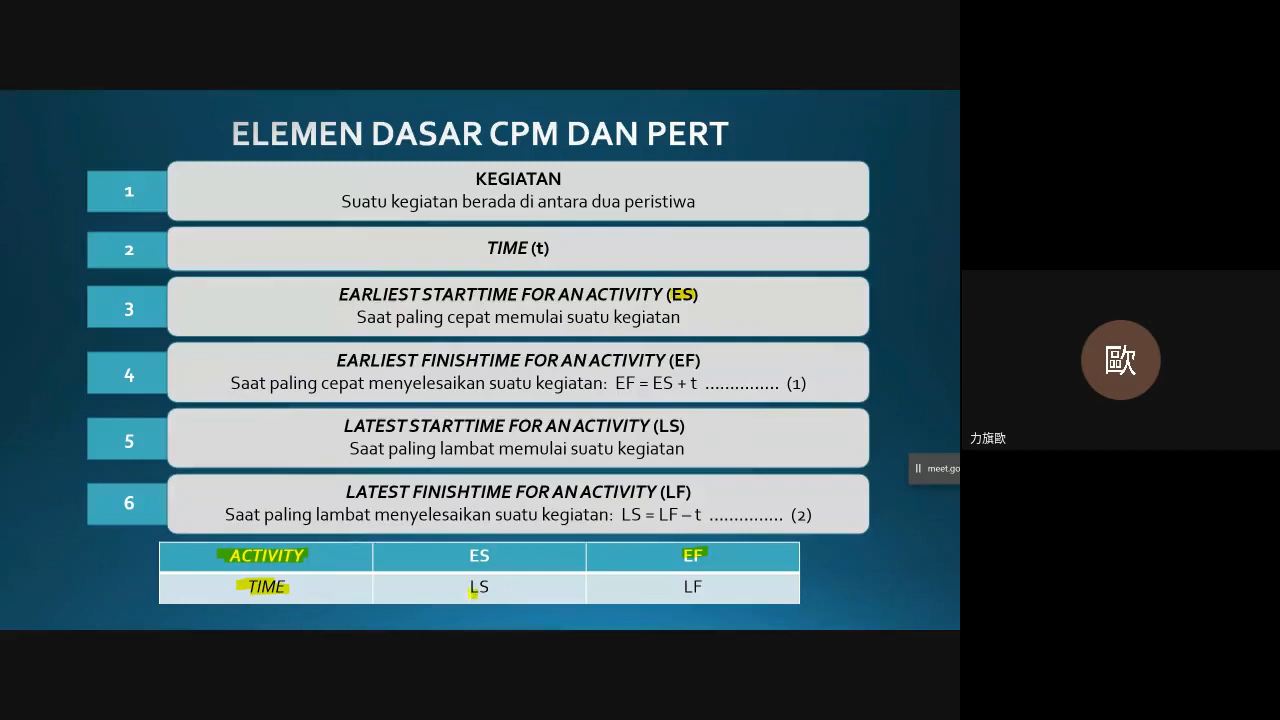 ELEMEN DASAR CPM DAN PERT
1
KEGIATAN
Suatu kegiatan berada di antara dua peristiwa
2
TIME (t)
3
EARLIEST STARTTIME FOR AN ACTIVITY (ES)
Saat paling cepat memulai suatu kegiatan
4
EARLIEST FINISHTIME FOR AN ACTIVITY (EF)
Saat paling cepat menyelesaikan suatu kegiatan: EF = ES + t ............... (1)
5
LATEST STARTTIME FOR AN ACTIVITY (LS)
Saat paling lambat memulai suatu kegiatan
6
LATEST FINISHTIME FOR AN ACTIVITY (LF)
Saat paling lambat menyelesaikan suatu kegiatan: LS = LF – t ............... (2)
ACTIVITY ES EF
TIME LS LF
meet.go
歐
力旗歐